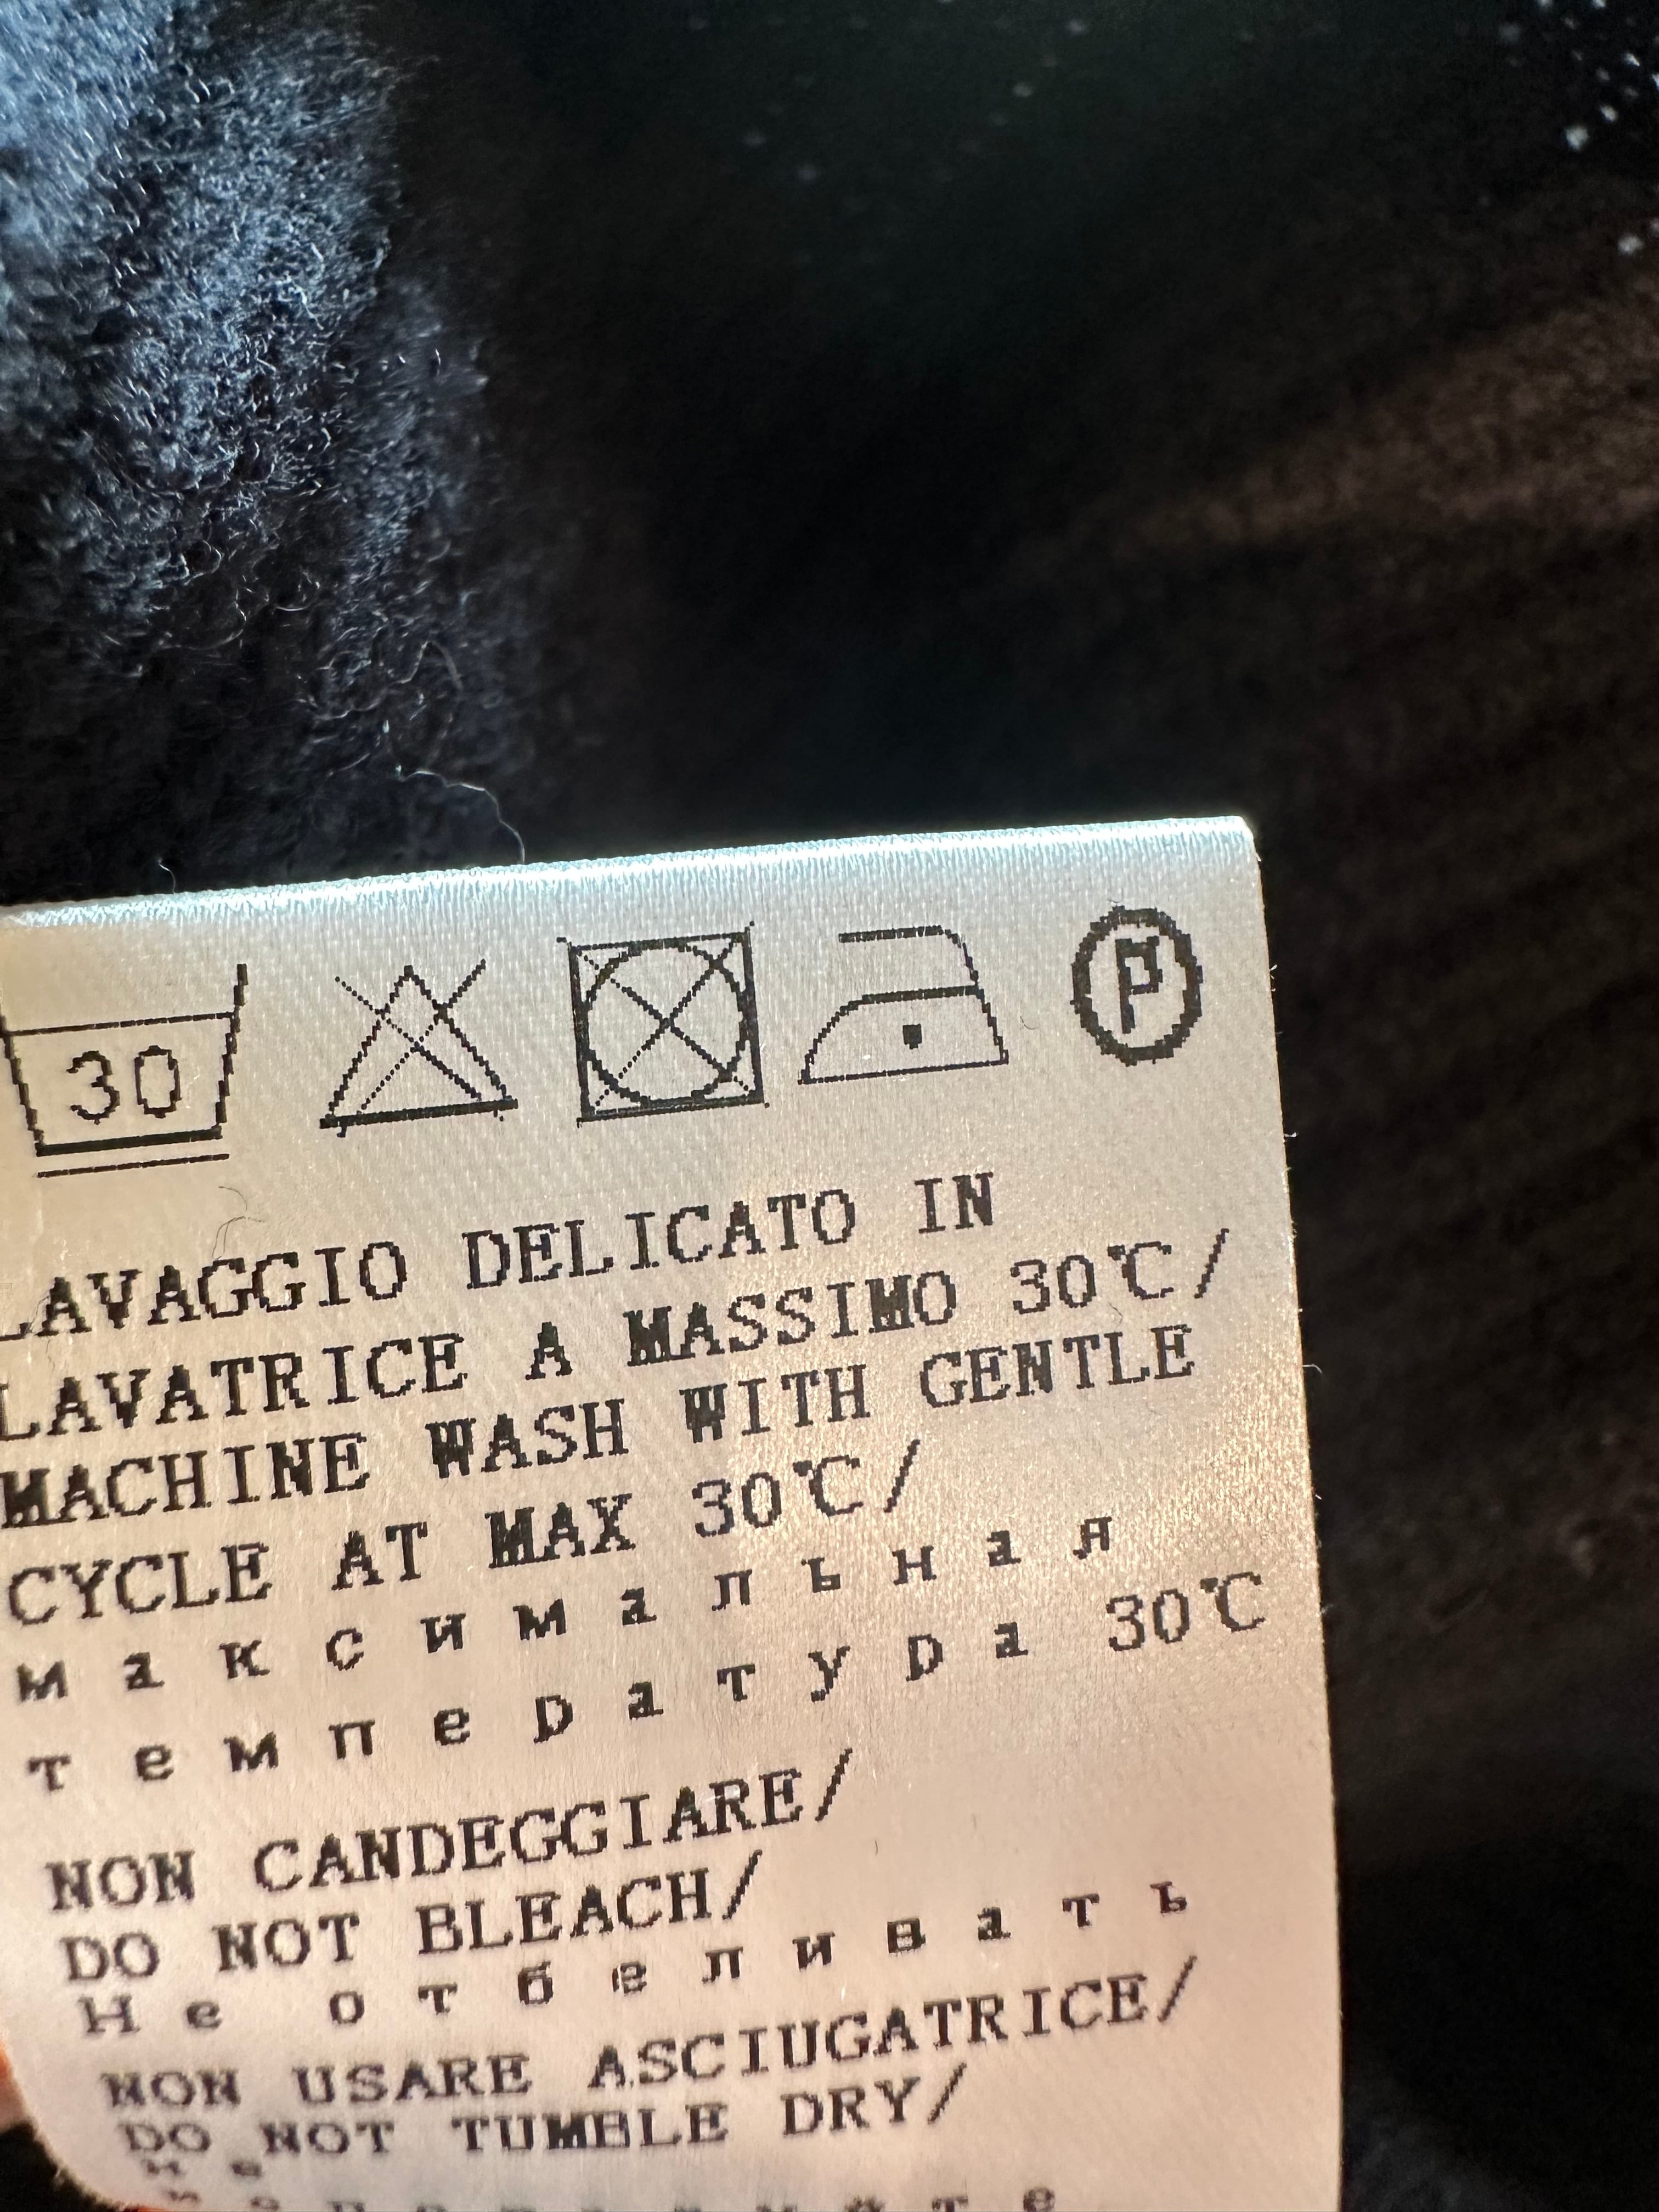 30
P
LAVAGGIO DELICATO IN
LAVATRICE A MASSIMO 30°C/
MACHINE WASH WITH GENTLE
CYCLE AT MAX 30°C/
максимальная
температура 30°C
NON CANDEGGIARE/
DO NOT BLEACH/
Не отбеливать
NON USARE ASCIUGATRICE/
DO NOT TUMBLE DRY/
Не